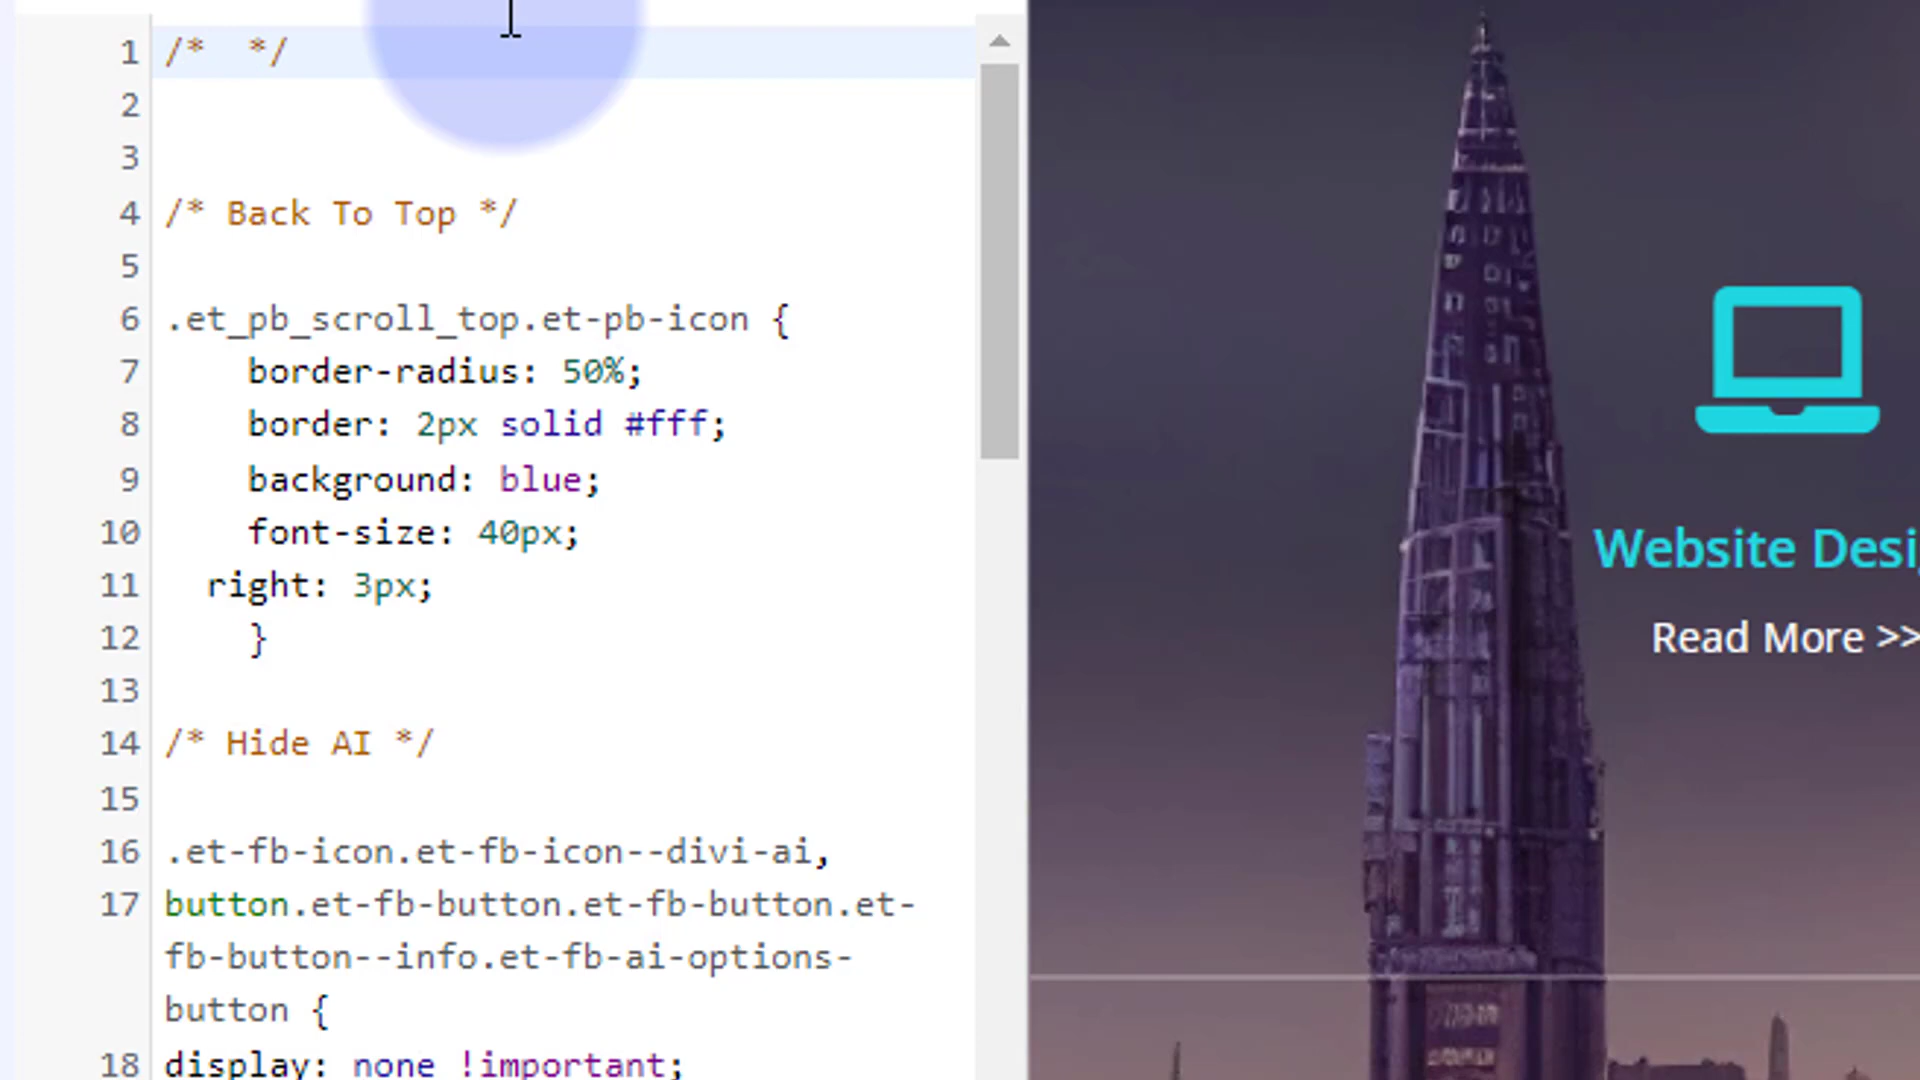 1 /*  */
2
3
4 /* Back To Top */
5
6 .et_pb_scroll_top.et-pb-icon {
7 border-radius: 50%;
8 border: 2px solid #fff;
9 background: blue;
10 font-size: 40px;
11 right: 3px;
12 }
13
14 /* Hide AI */
15
16 .et-fb-icon.et-fb-icon--divi-ai,
17 button.et-fb-button.et-fb-button.et-
fb-button--info.et-fb-ai-options-
button {
18 display: none !important;
Website Desi
Read More >>